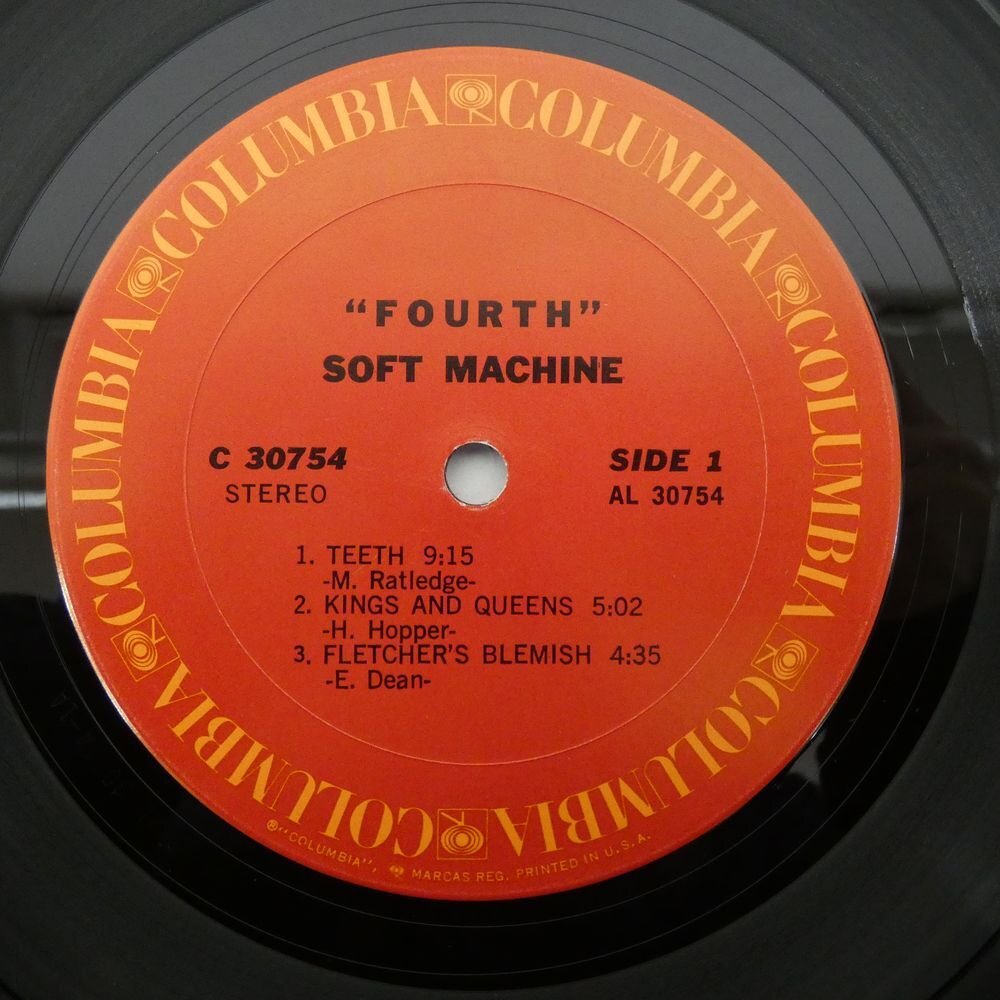 COLUMBIA COLUMBIA COLUMBIA COLUMBIA COLUMBIA COLUMBIA
“FOURTH”
SOFT MACHINE
C 30754
STEREO
SIDE 1
AL 30754
1. TEETH 9:15
-M. Ratledge-
2. KINGS AND QUEENS 5:02
-H. Hopper-
3. FLETCHER'S BLEMISH 4:35
-E. Dean-
®“COLUMBIA”, MARCAS REG. PRINTED IN U.S.A.